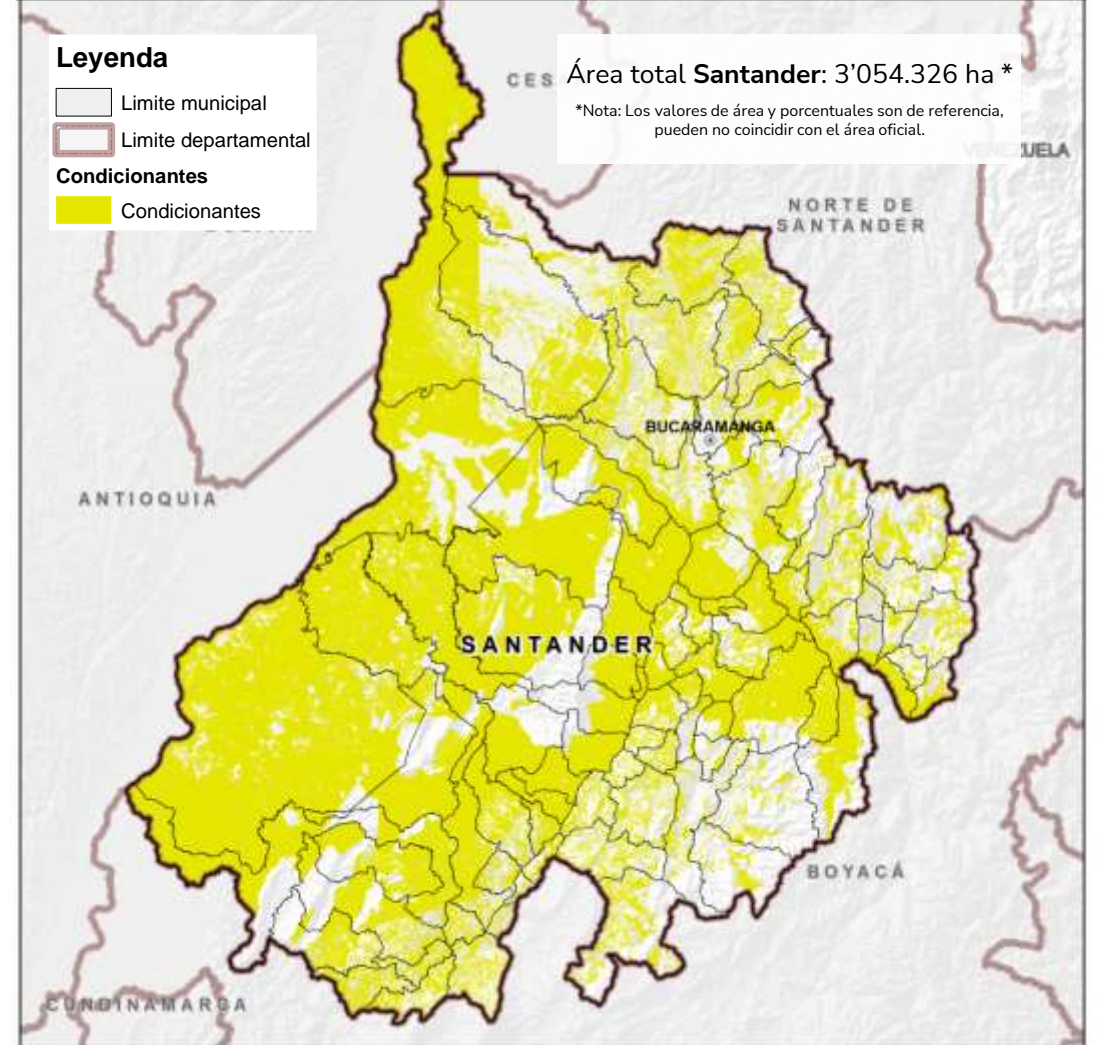 Leyenda
Limite municipal
Limite departamental
Condicionantes
Condicionantes
Área total Santander: 3’054.326 ha *
*Nota: Los valores de área y porcentuales son de referencia,
pueden no coincidir con el área oficial.
CES
UELA
NORTE DE
SANTANDER
BUCARAMANGA
ANTIOQUIA
SANTANDER
BOYACÁ
CUNDINAMARCA